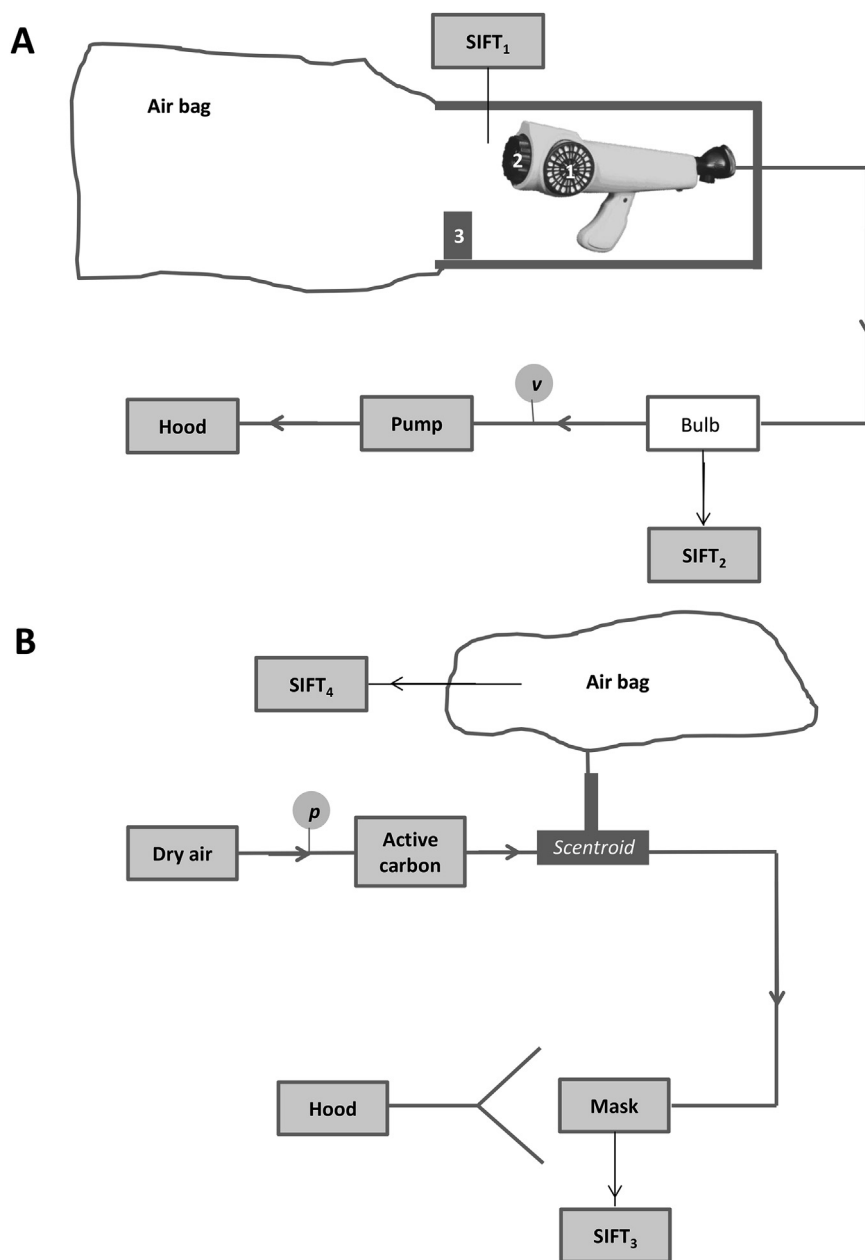 A
SIFT₁
Air bag
2
1
3
v
Hood
Pump
Bulb
SIFT₂
B
SIFT₄
Air bag
p
Dry air
Active
carbon
Scentroid
Hood
Mask
SIFT₃